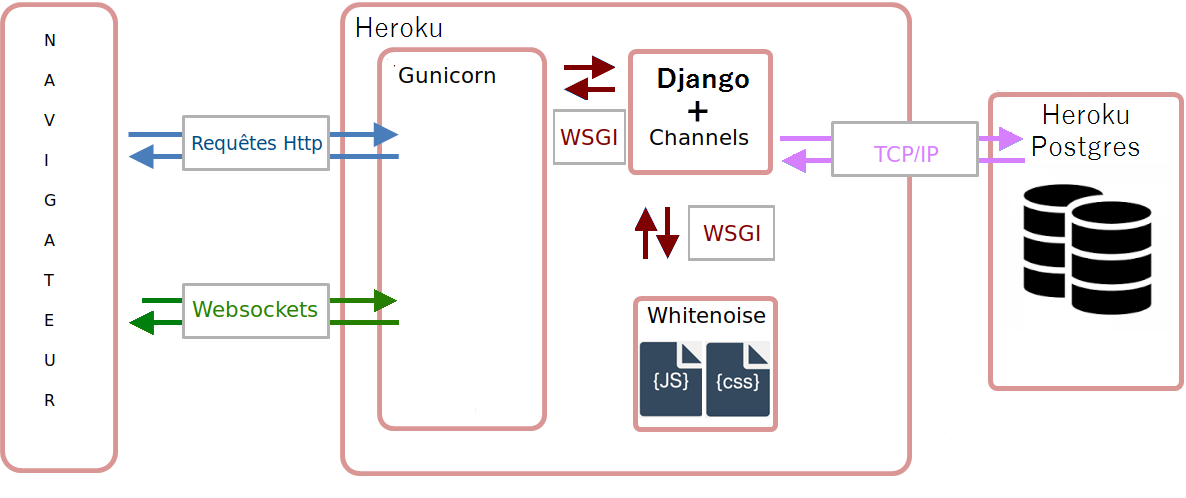 N
A
V
I
G
A
T
E
U
R
Requêtes Http
Websockets
Heroku
Gunicorn
WSGI
Django
+
Channels
WSGI
Whitenoise
{JS}
{css}
TCP/IP
Heroku
Postgres